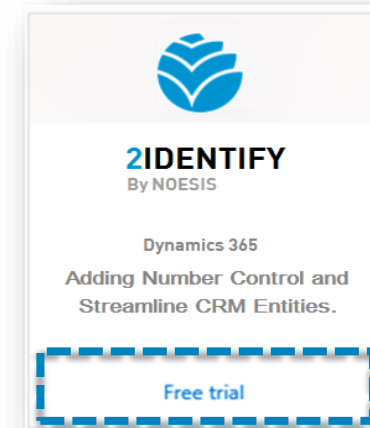 2IDENTIFY
By NOESIS
Dynamics 365
Adding Number Control and
Streamline CRM Entities.
Free trial